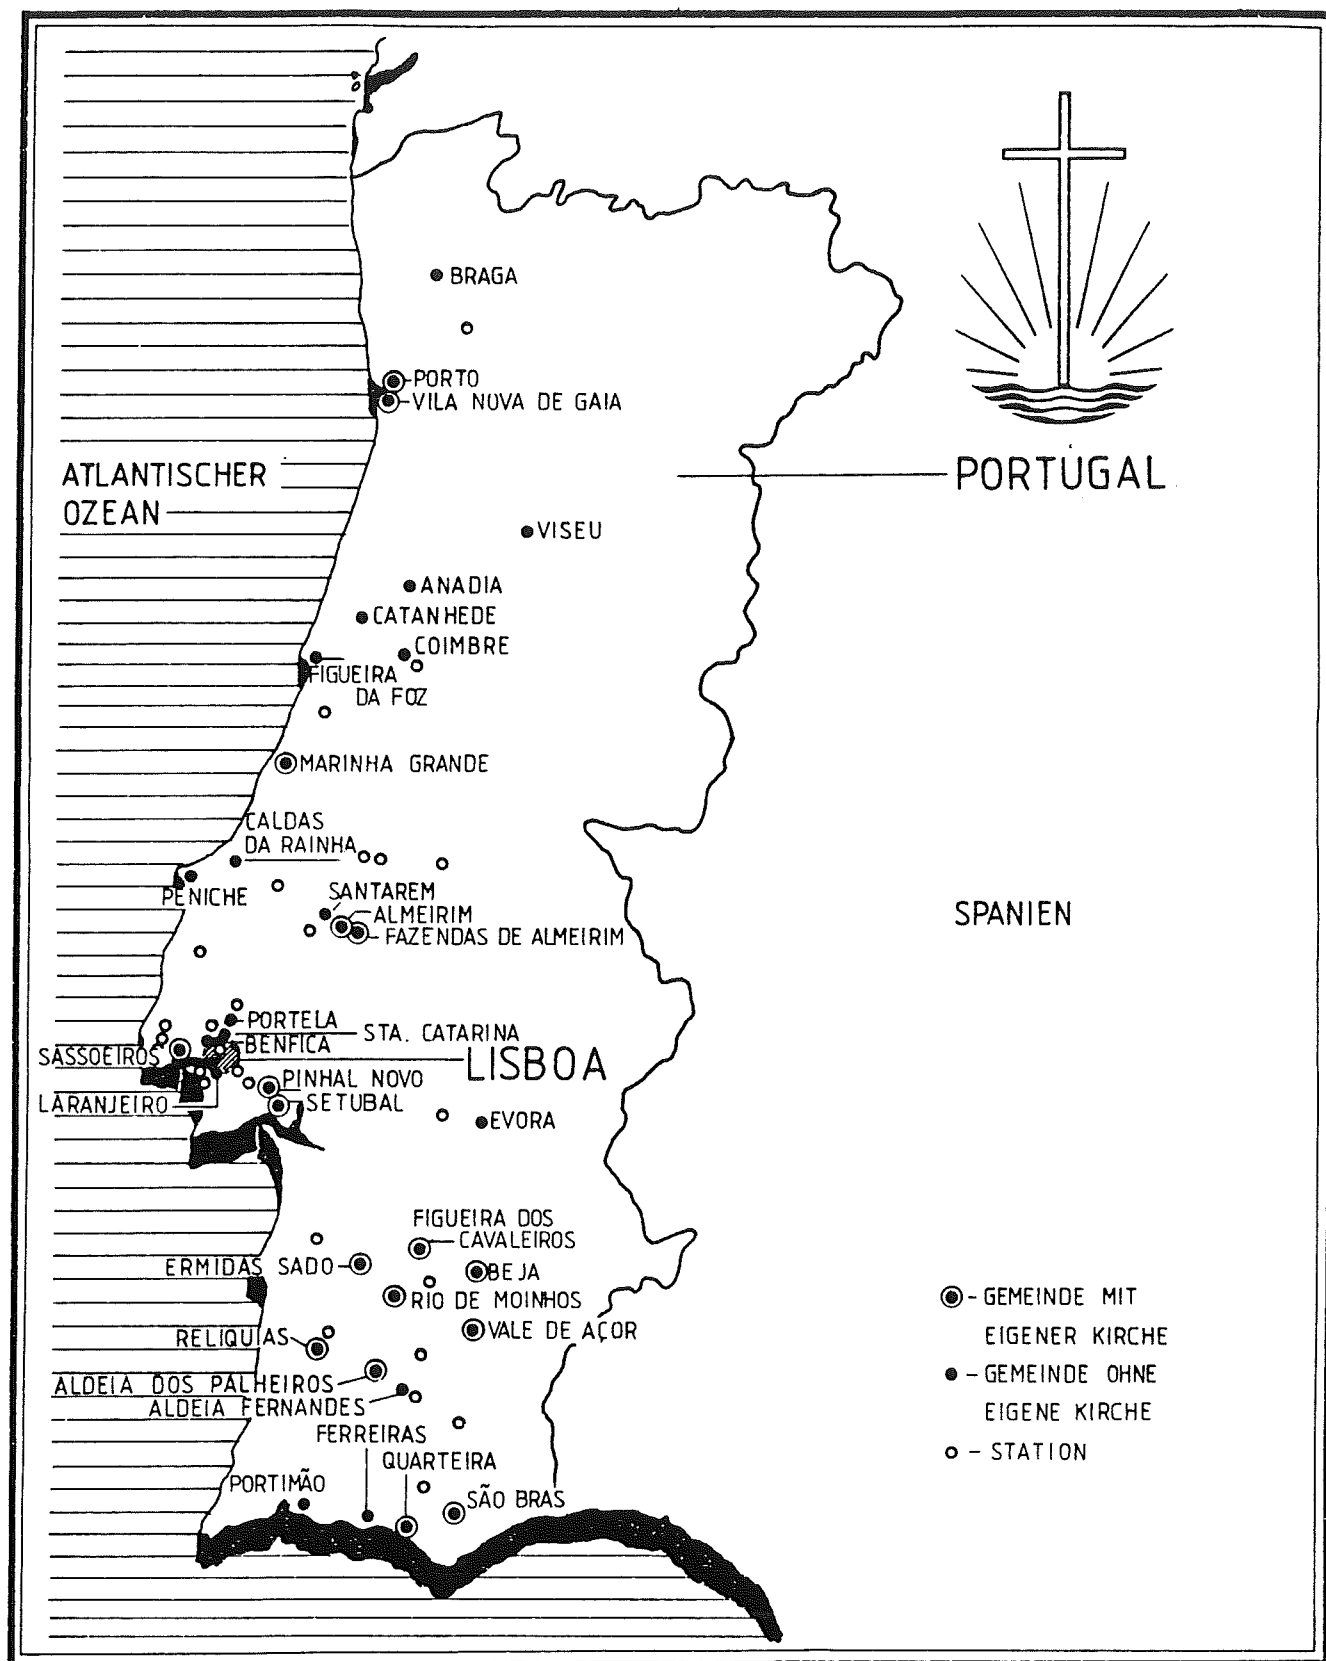 BRAGA
PORTO
VILA NOVA DE GAIA
ATLANTISCHER
OZEAN
PORTUGAL
VISEU
ANADIA
CATANHEDE
COIMBRE
FIGUEIRA
DA FOZ
MARINHA GRANDE
CALDAS
DA RAINHA
PENICHE
SANTAREM
ALMEIRIM
FAZENDAS DE ALMEIRIM
SPANIEN
PORTELA
STA. CATARINA
BENFICA
SASSOEIROS
LISBOA
PINHAL NOVO
LARANJEIRO
SETUBAL
EVORA
FIGUEIRA DOS
CAVALEIROS
ERMIDAS SADO
BEJA
RIO DE MOINHOS
VALE DE AÇOR
RELIQUIAS
ALDEIA DOS PALHEIROS
ALDEIA FERNANDES
FERREIRAS
QUARTEIRA
PORTIMÃO
SÃO BRAS
- GEMEINDE MIT
EIGENER KIRCHE
- GEMEINDE OHNE
EIGENE KIRCHE
- STATION